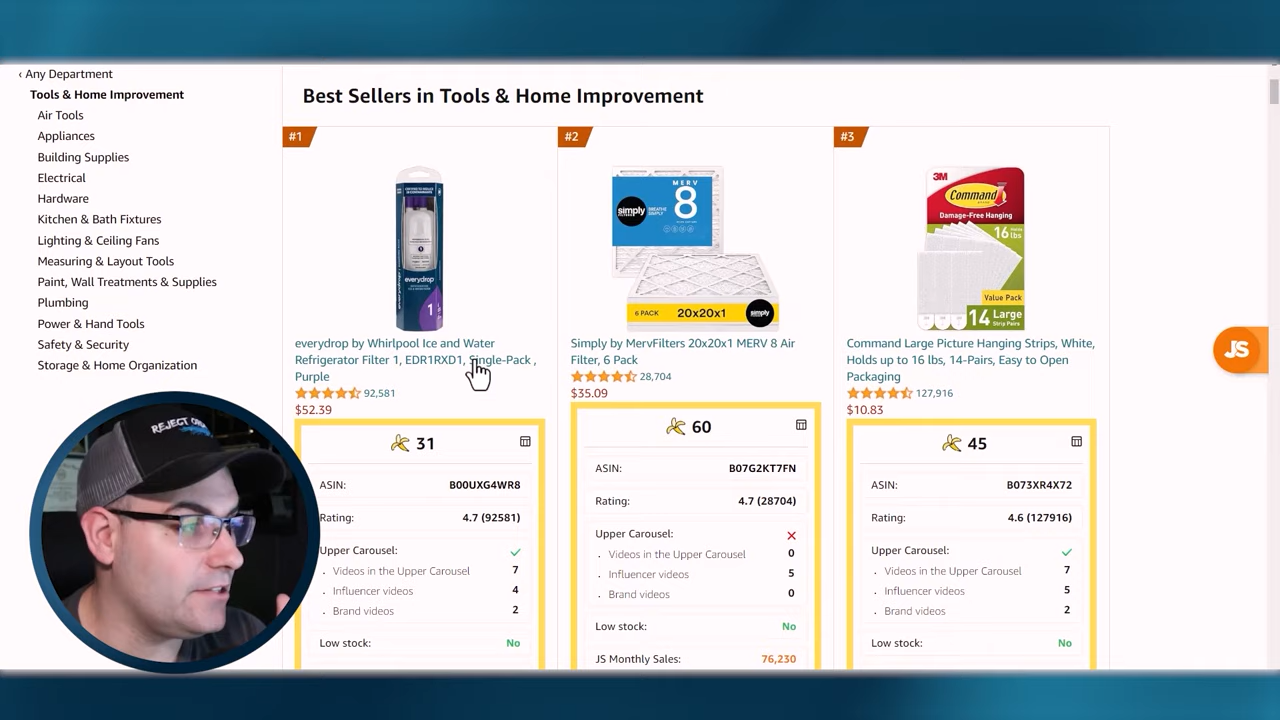 ‹ Any Department
Tools & Home Improvement
Air Tools
Appliances
Building Supplies
Electrical
Hardware
Kitchen & Bath Fixtures
Lighting & Ceiling Fans
Measuring & Layout Tools
Paint, Wall Treatments & Supplies
Plumbing
Power & Hand Tools
Safety & Security
Storage & Home Organization
Best Sellers in Tools & Home Improvement
#1
everydrop
1
everydrop by Whirlpool Ice and Water
Refrigerator Filter 1, EDR1RXD1, Single-Pack ,
Purple
92,581
$52.39
31
ASIN: B00UXG4WR8
Rating: 4.7 (92581)
Upper Carousel:
· Videos in the Upper Carousel 7
· Influencer videos 4
· Brand videos 2
Low stock: No
#2
MERV
8
simply
BREATHE
SIMPLY
6 PACK 20x20x1 simply
Simply by MervFilters 20x20x1 MERV 8 Air
Filter, 6 Pack
28,704
$35.09
60
ASIN: B07G2KT7FN
Rating: 4.7 (28704)
Upper Carousel:
· Videos in the Upper Carousel 0
· Influencer videos 5
· Brand videos 0
Low stock: No
JS Monthly Sales: 76,230
#3
3M
Command
Damage-Free Hanging
16 lbs
Value Pack
14 Large
Strip Pairs
Command Large Picture Hanging Strips, White,
Holds up to 16 lbs, 14-Pairs, Easy to Open
Packaging
127,916
$10.83
45
ASIN: B073XR4X72
Rating: 4.6 (127916)
Upper Carousel:
· Videos in the Upper Carousel 7
· Influencer videos 5
· Brand videos 2
Low stock: No
JS
REJECT